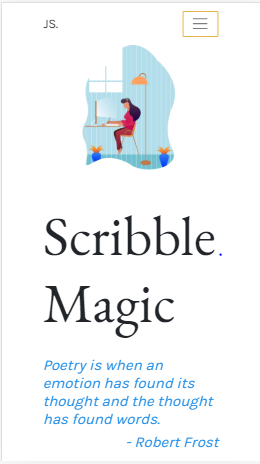 JS.
Scribble.
Magic
Poetry is when an
emotion has found its
thought and the thought
has found words.
- Robert Frost